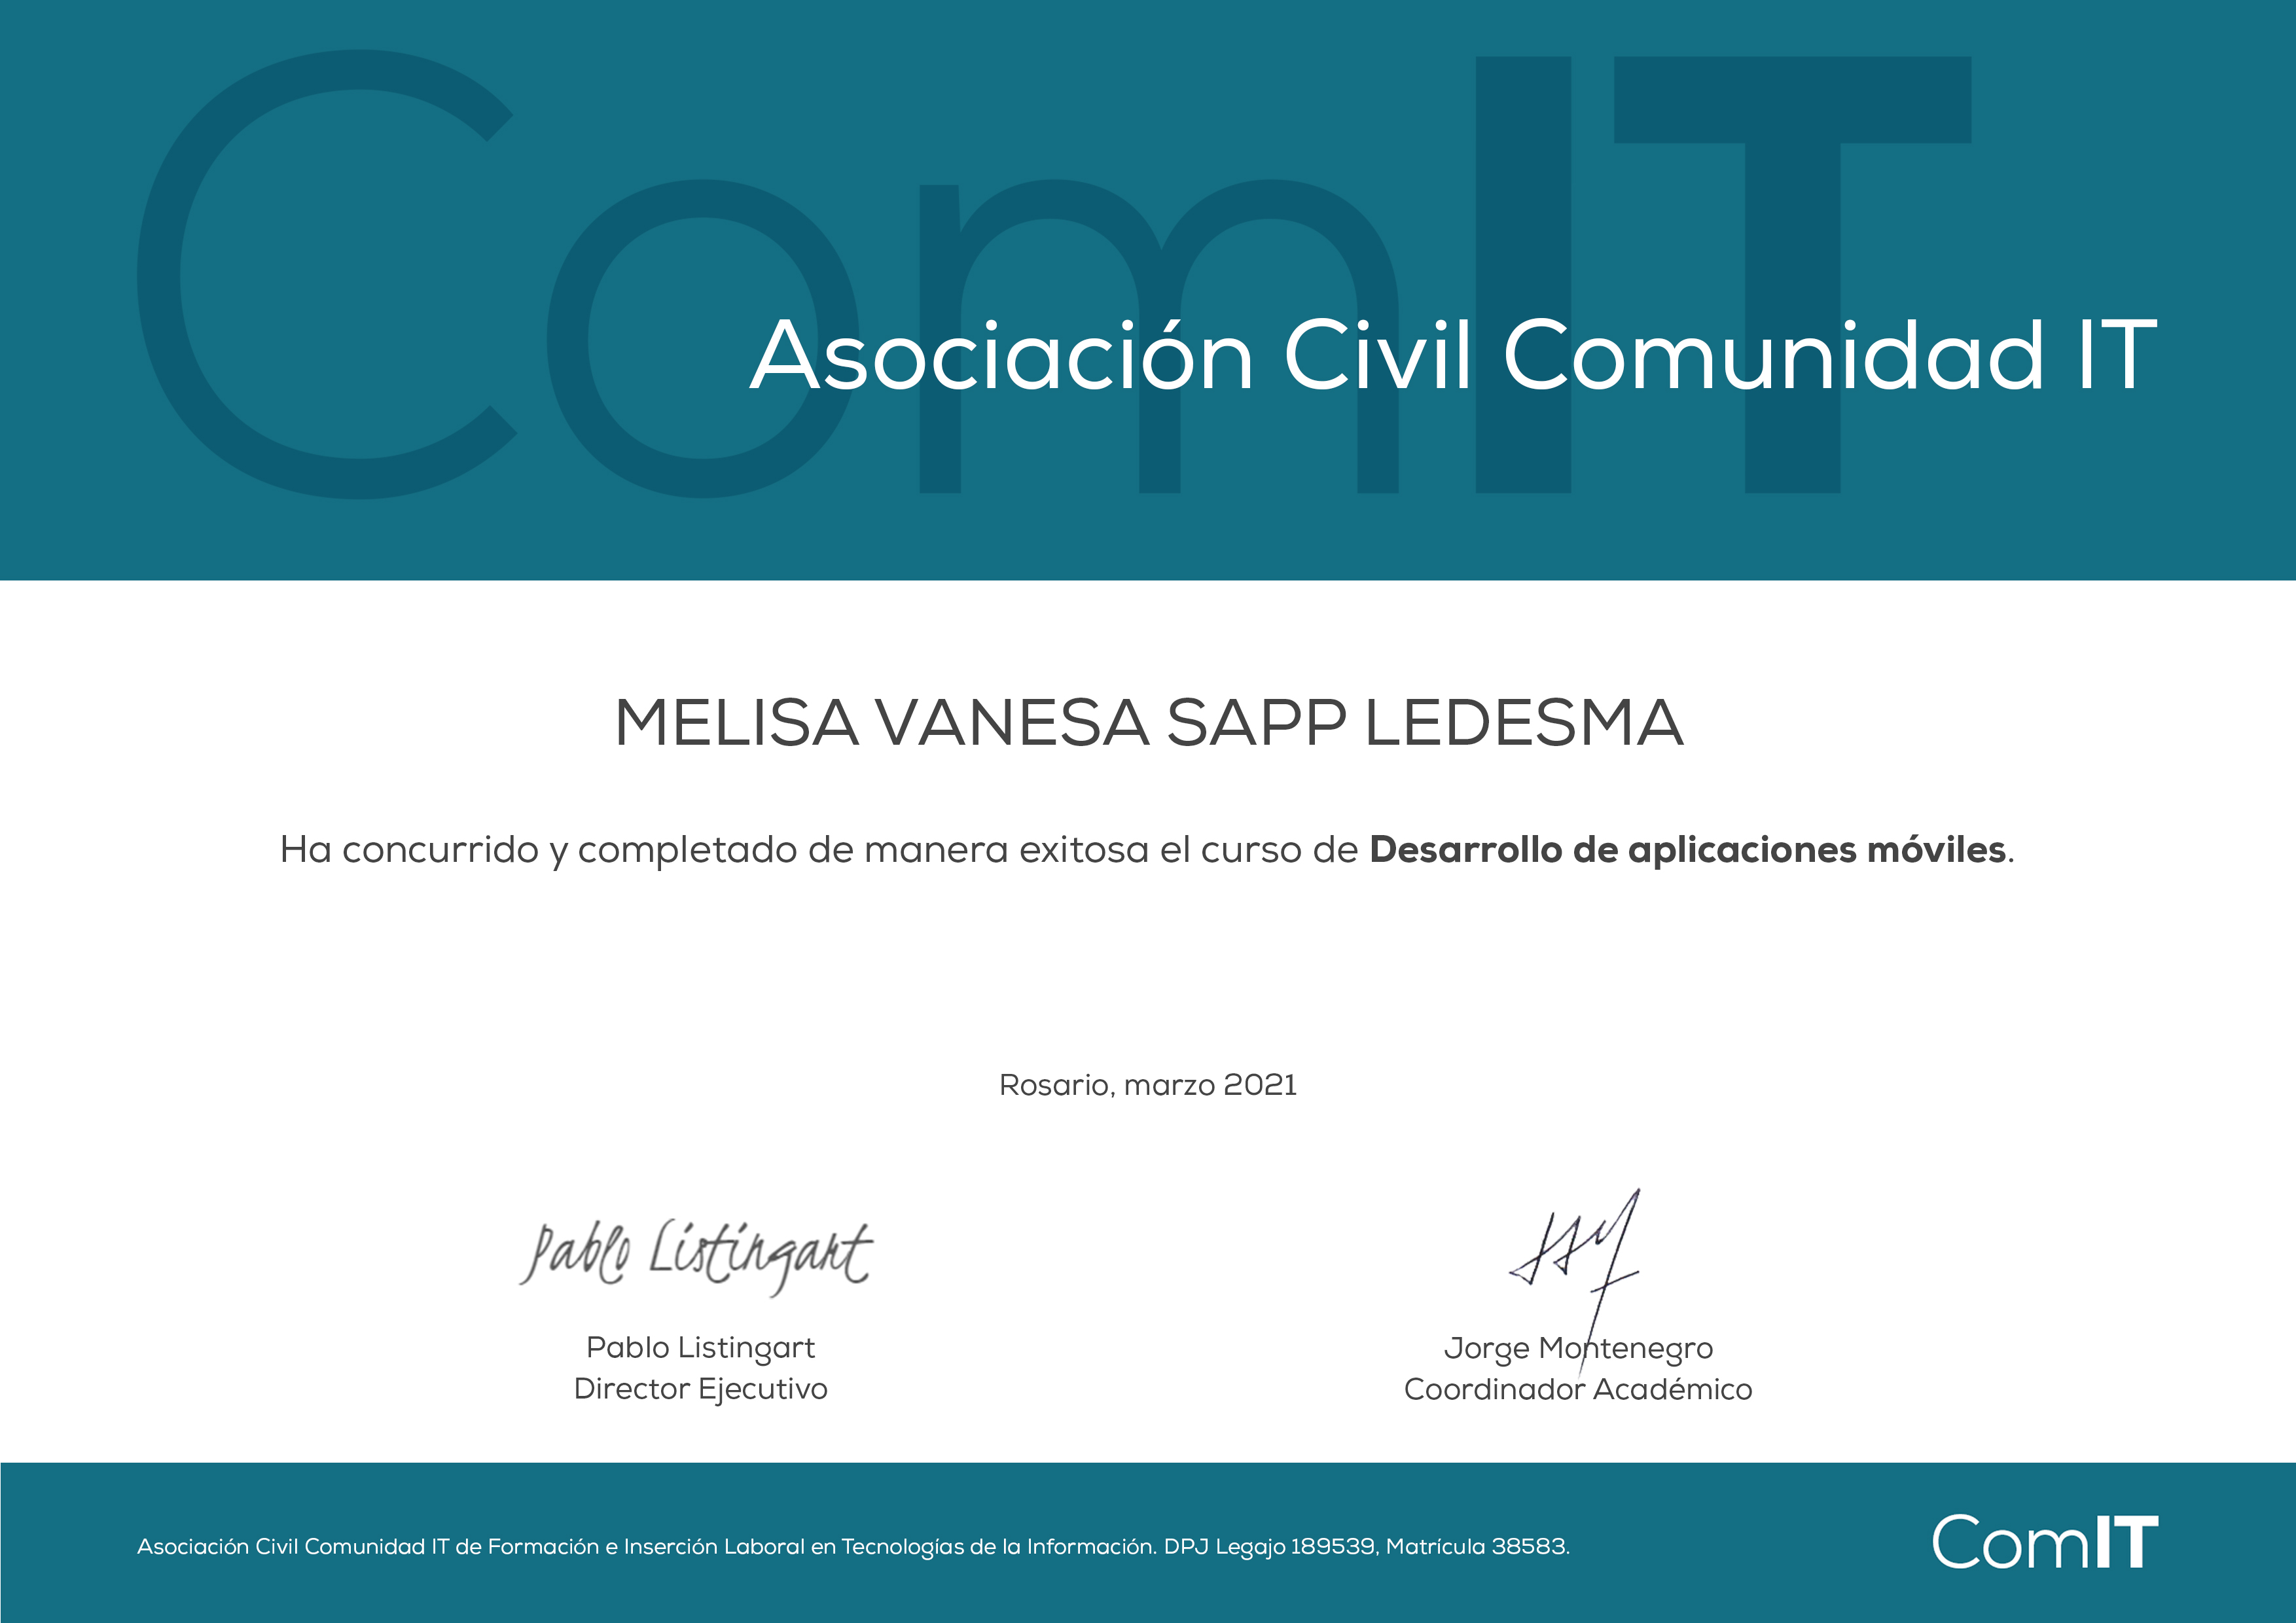 ComIT
Asociación Civil Comunidad IT
MELISA VANESA SAPP LEDESMA
Ha concurrido y completado de manera exitosa el curso de Desarrollo de aplicaciones móviles.
Rosario, marzo 2021
Pablo Listingart
Pablo Listingart
Director Ejecutivo
Jorge Montenegro
Coordinador Académico
Asociación Civil Comunidad IT de Formación e Inserción Laboral en Tecnologías de la Información. DPJ Legajo 189539, Matrícula 38583.
ComIT